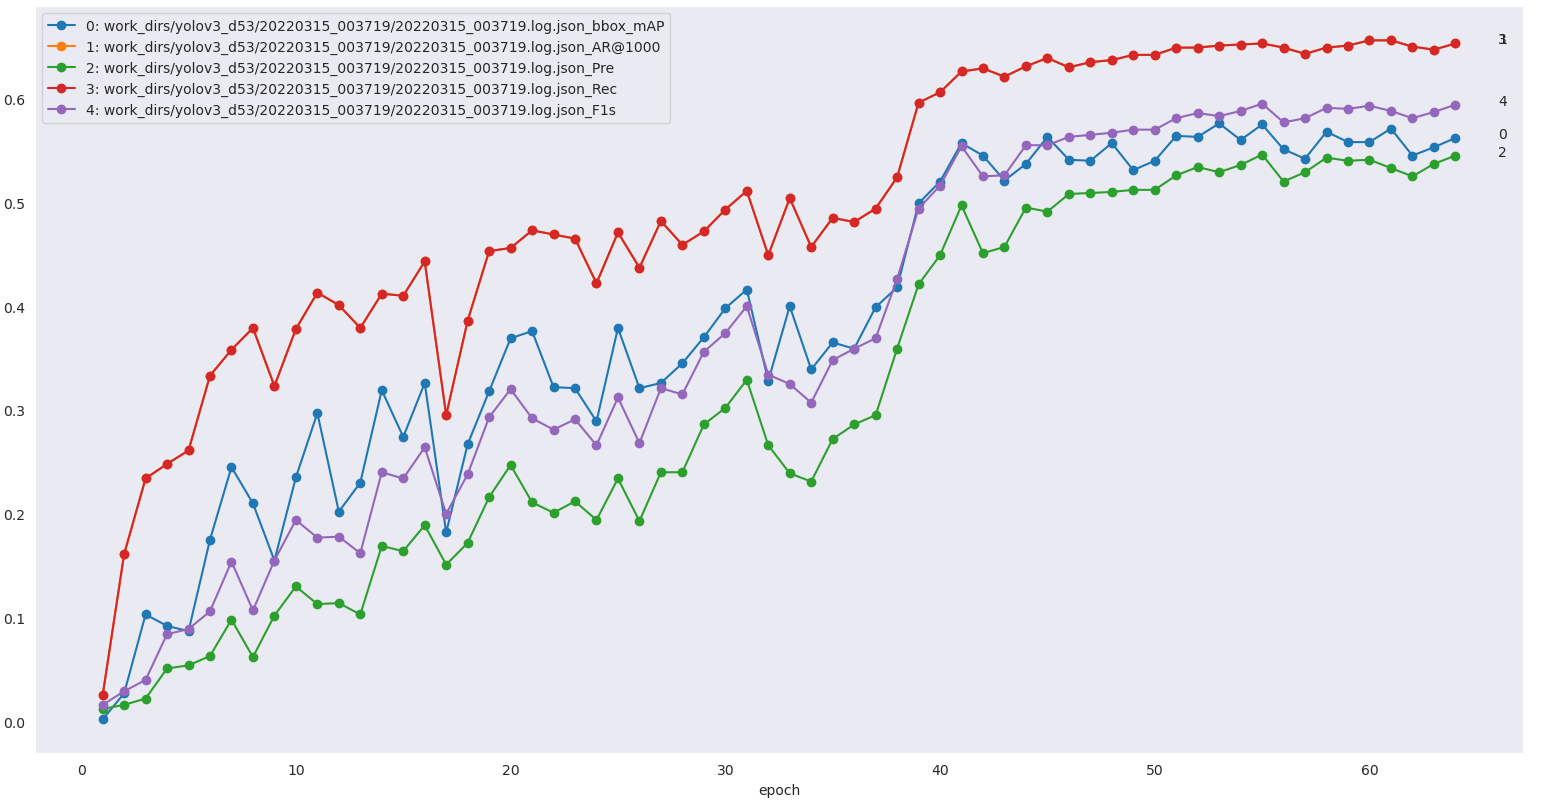 0: work_dirs/yolov3_d53/20220315_003719/20220315_003719.log.json_bbox_mAP
1: work_dirs/yolov3_d53/20220315_003719/20220315_003719.log.json_AR@1000
2: work_dirs/yolov3_d53/20220315_003719/20220315_003719.log.json_Pre
3: work_dirs/yolov3_d53/20220315_003719/20220315_003719.log.json_Rec
4: work_dirs/yolov3_d53/20220315_003719/20220315_003719.log.json_F1s
0.6
0.5
0.4
0.3
0.2
0.1
0.0
4
0
2
0 10 20 30 40 50 60
epoch